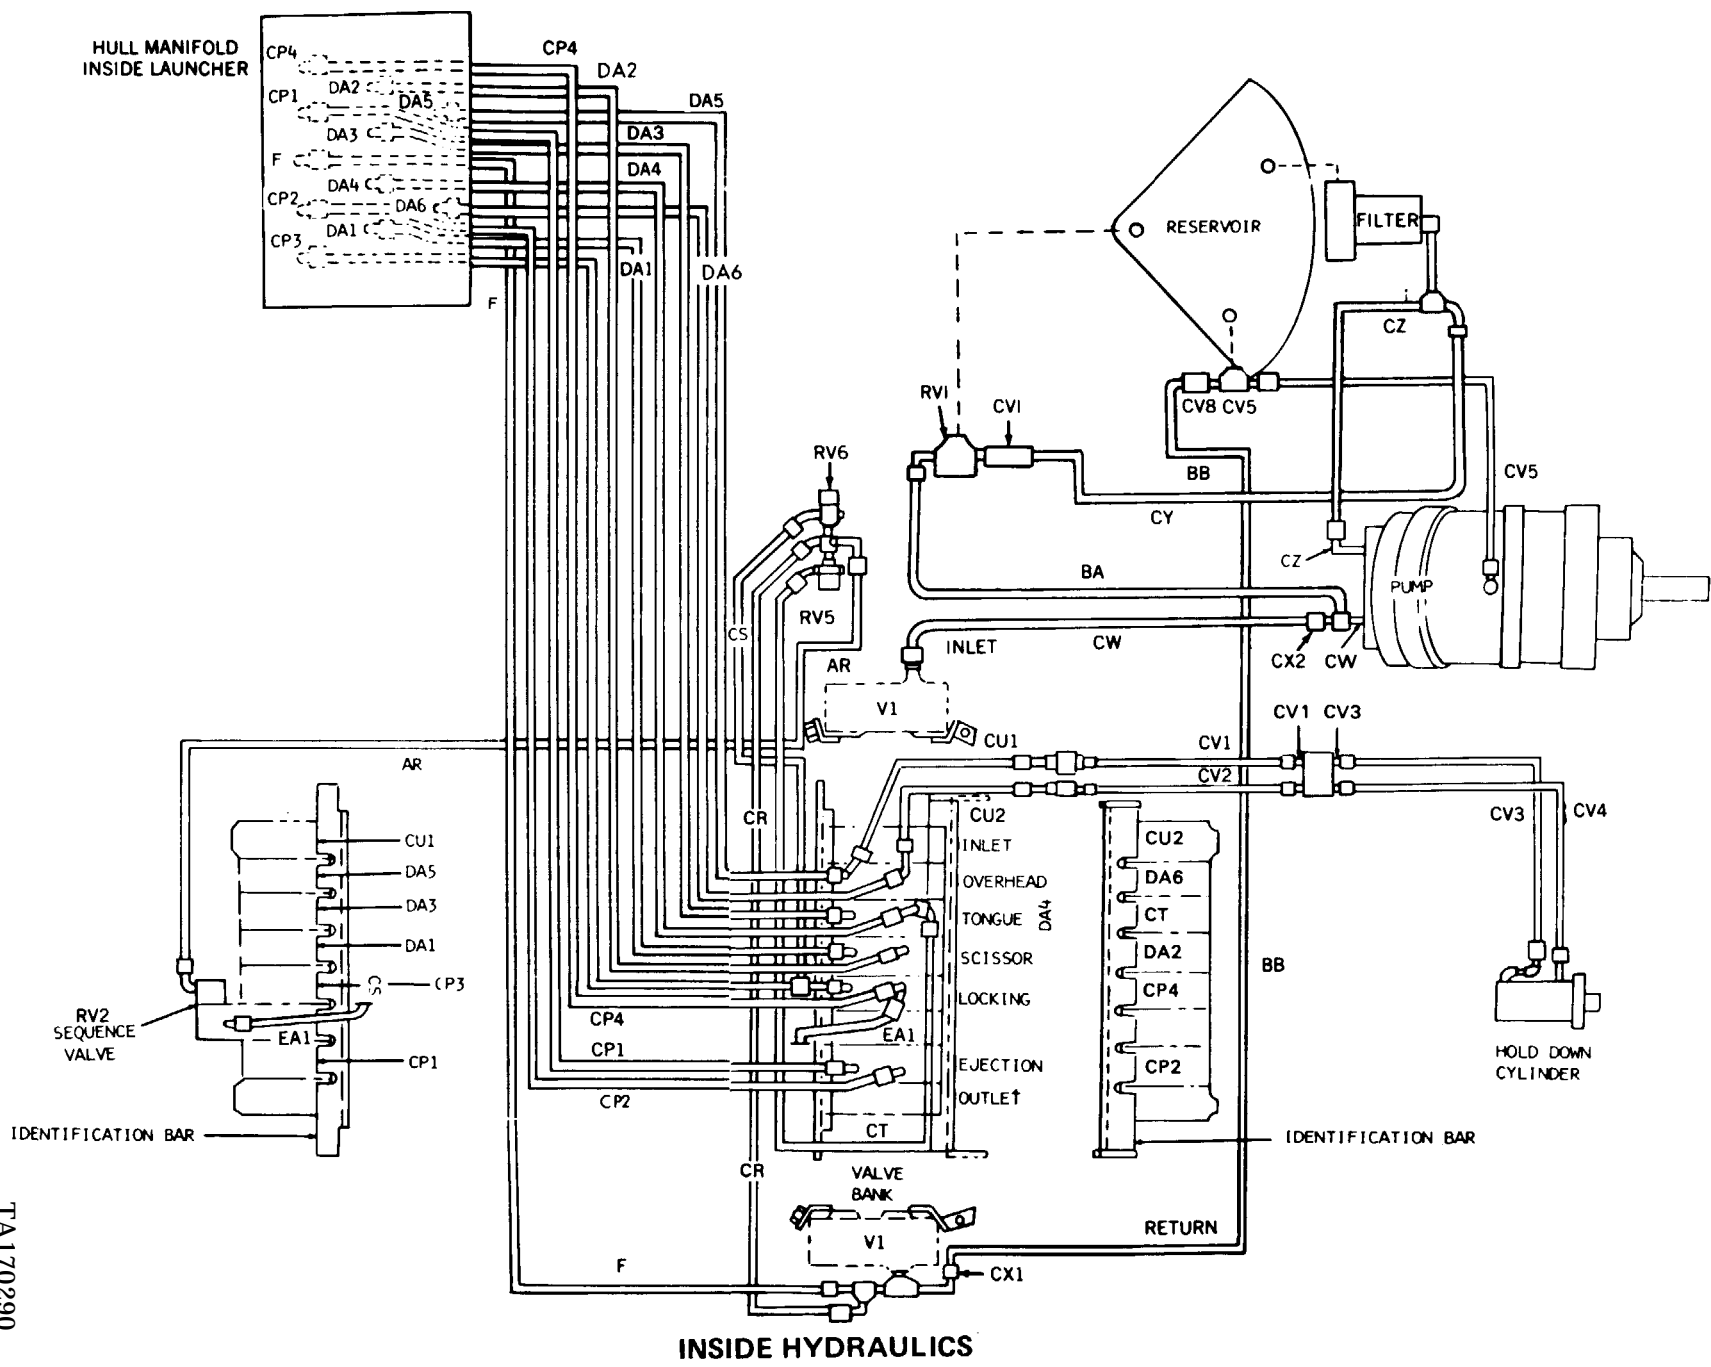 HULL MANIFOLD
INSIDE LAUNCHER
CP4
DA2
CP1
DA5
DA3
F
DA4
CP2
DA6
DA1
CP3
CP4
DA2
DA5
DA3
DA4
DA1
DA6
F
RESERVOIR
FILTER
CZ
CV8 CV5
RV1
CV1
BB
CV5
CY
RV6
CZ
PUMP
BA
RV5
CS
INLET
CW
CX2
CW
AR
V1
CV1 CV3
CU1
CV1
CV2
AR
CR
CU2
CV3
CV4
CU1
DA5
DA3
DA1
CS
CP3
EA1
CP1
RV2
SEQUENCE
VALVE
IDENTIFICATION BAR
INLET
OVERHEAD
TONGUE
DA4
SCISSOR
LOCKING
EA1
EJECTION
OUTLET
CP4
CP1
CP2
CT
CU2
DA6
CT
DA2
CP4
CP2
BB
IDENTIFICATION BAR
HOLD DOWN
CYLINDER
CR
VALVE
BANK
V1
RETURN
CX1
F
INSIDE HYDRAULICS
TA170290